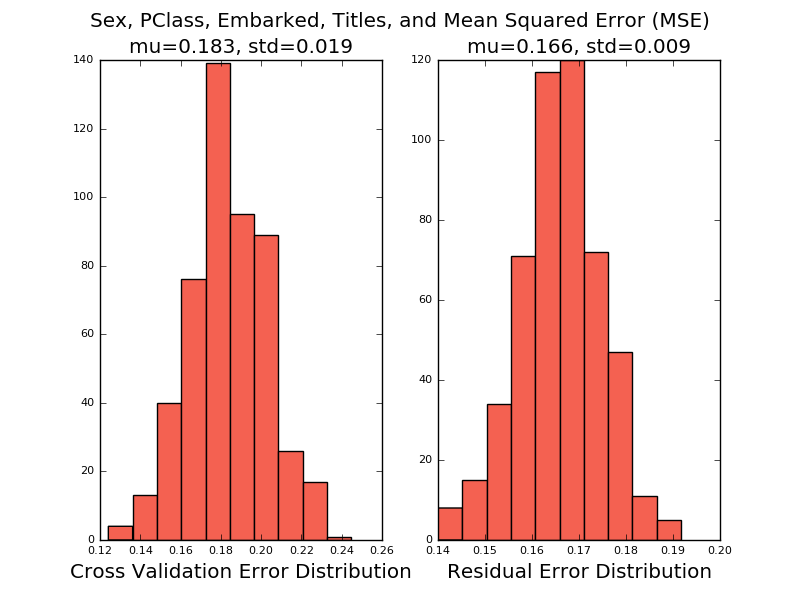 Sex, PClass, Embarked, Titles, and Mean Squared Error (MSE)
mu=0.183, std=0.019
140
120
100
80
60
40
20
0
0.12 0.14 0.16 0.18 0.20 0.22 0.24 0.26
Cross Validation Error Distribution
mu=0.166, std=0.009
120
100
80
60
40
20
0
0.14 0.15 0.16 0.17 0.18 0.19 0.20
Residual Error Distribution